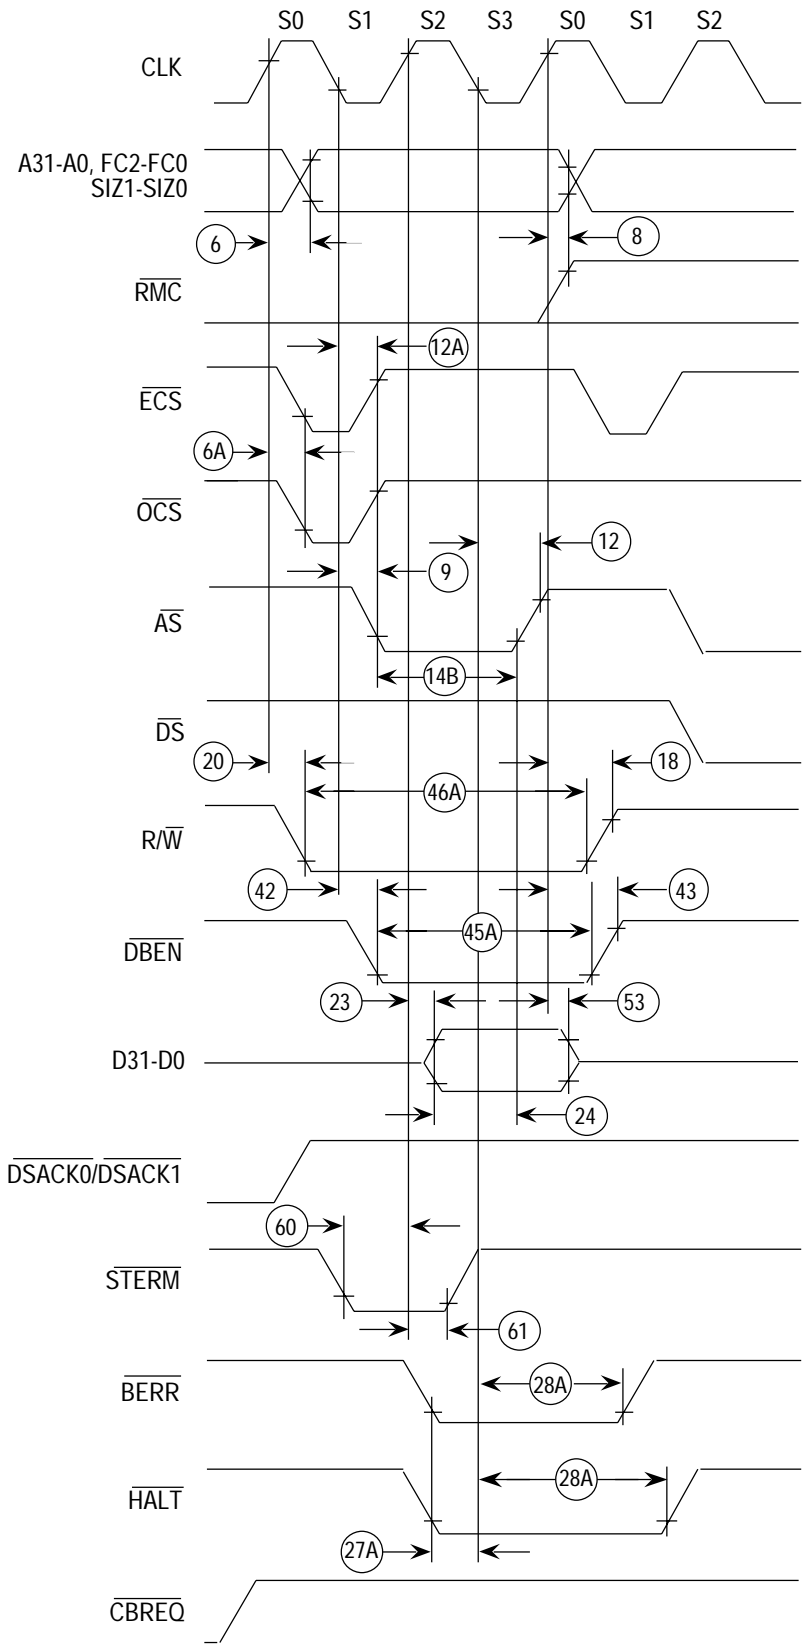 S0 S1 S2 S3 S0 S1 S2
CLK
A31-A0, FC2-FC0
SIZ1-SIZ0
6
8
RMC
12A
ECS
6A
OCS
12
9
AS
14B
DS
20
18
46A
R/W
42
43
45A
DBEN
23
53
D31-D0
24
DSACK0/DSACK1
60
STERM
61
28A
BERR
28A
HALT
27A
CBREQ